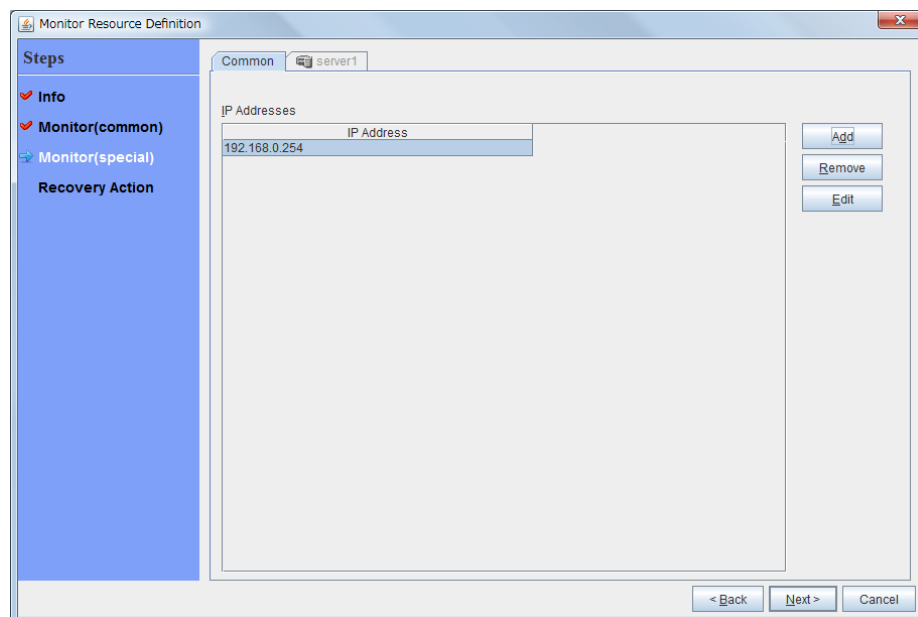 Monitor Resource Definition
Steps
Info
Monitor(common)
Monitor(special)
Recovery Action
Common
server1
IP Addresses
IP Address
192.168.0.254
Add
Remove
Edit
< Back
Next >
Cancel